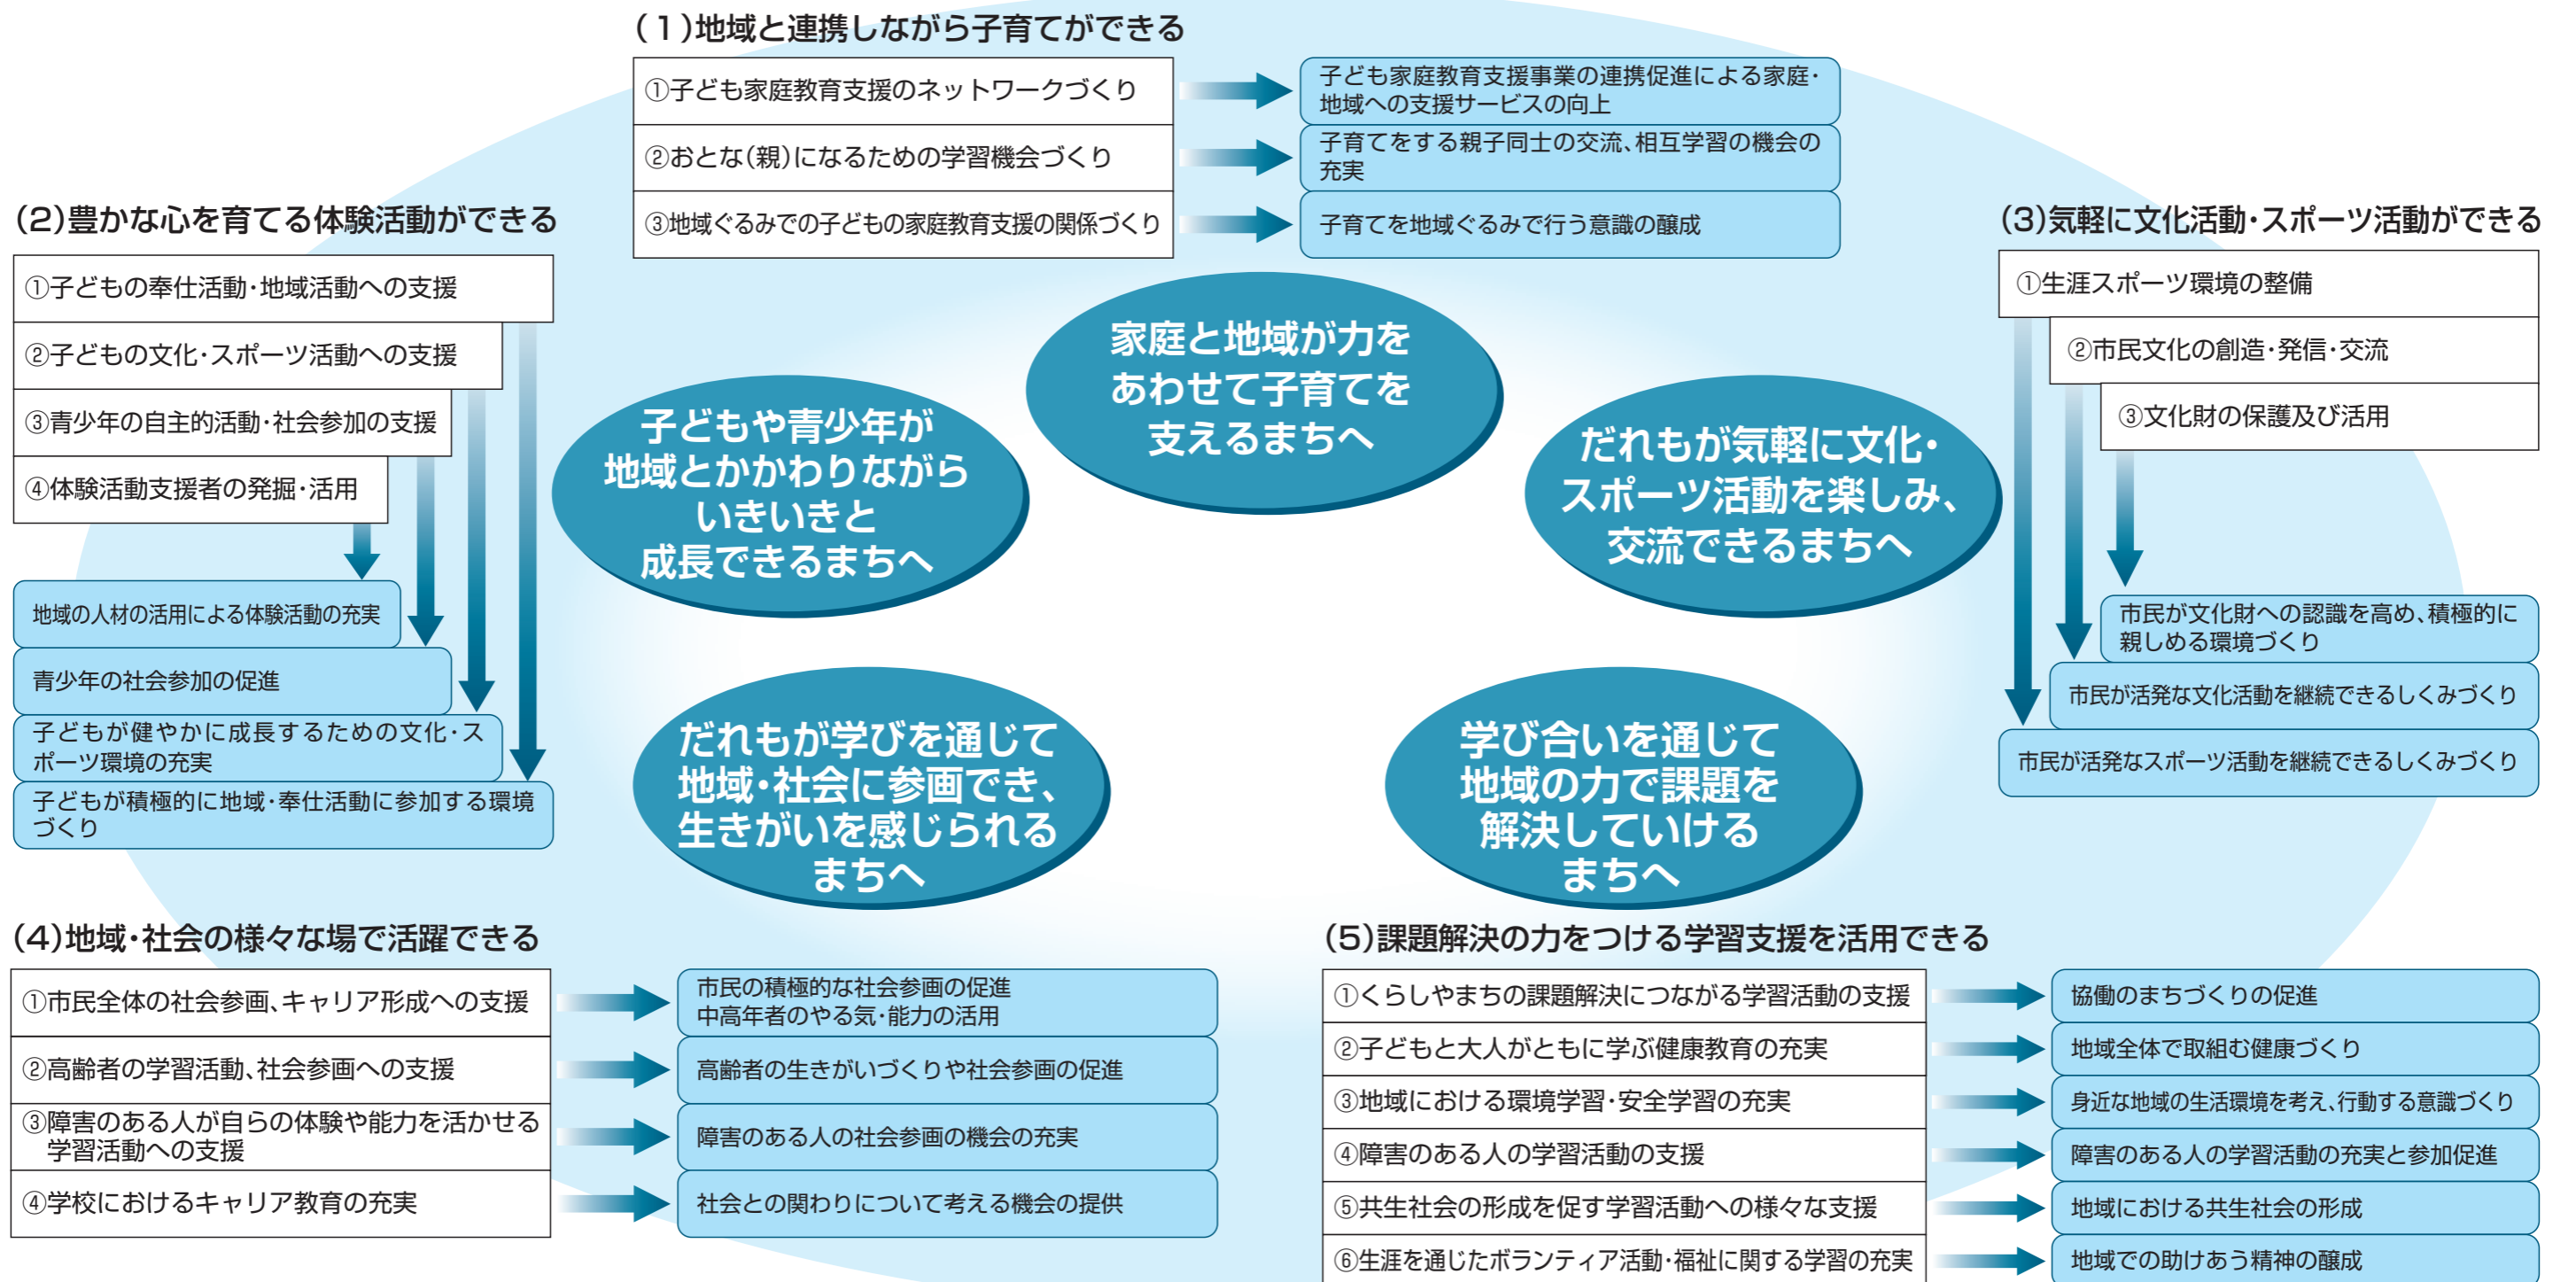 (1)地域と連携しながら子育てができる
①子ども家庭教育支援のネットワークづくり
子ども家庭教育支援事業の連携促進による家庭・
地域への支援サービスの向上
②おとな(親)になるための学習機会づくり
子育てをする親子同士の交流、相互学習の機会の
充実
③地域ぐるみでの子どもの家庭教育支援の関係づくり
子育てを地域ぐるみで行う意識の醸成
(2)豊かな心を育てる体験活動ができる
①子どもの奉仕活動・地域活動への支援
②子どもの文化・スポーツ活動への支援
③青少年の自主的活動・社会参加の支援
④体験活動支援者の発掘・活用
地域の人材の活用による体験活動の充実
青少年の社会参加の促進
子どもが健やかに成長するための文化・ス
ポーツ環境の充実
子どもが積極的に地域・奉仕活動に参加する環境
づくり
(3)気軽に文化活動・スポーツ活動ができる
①生涯スポーツ環境の整備
②市民文化の創造・発信・交流
③文化財の保護及び活用
市民が文化財への認識を高め、積極的に
親しめる環境づくり
市民が活発な文化活動を継続できるしくみづくり
市民が活発なスポーツ活動を継続できるしくみづくり
家庭と地域が力を
あわせて子育てを
支えるまちへ
子どもや青少年が
地域とかかわりながら
いきいきと
成長できるまちへ
だれもが気軽に文化・
スポーツ活動を楽しみ、
交流できるまちへ
だれもが学びを通じて
地域・社会に参画でき、
生きがいを感じられる
まちへ
学び合いを通じて
地域の力で課題を
解決していける
まちへ
(4)地域・社会の様々な場で活躍できる
①市民全体の社会参画、キャリア形成への支援
市民の積極的な社会参画の促進
中高年者のやる気・能力の活用
②高齢者の学習活動、社会参画への支援
高齢者の生きがいづくりや社会参画の促進
③障害のある人が自らの体験や能力を活かせる
学習活動への支援
障害のある人の社会参画の機会の充実
④学校におけるキャリア教育の充実
社会との関わりについて考える機会の提供
(5)課題解決の力をつける学習支援を活用できる
①くらしやまちの課題解決につながる学習活動の支援
協働のまちづくりの促進
②子どもと大人がともに学ぶ健康教育の充実
地域全体で取組む健康づくり
③地域における環境学習・安全学習の充実
身近な地域の生活環境を考え、行動する意識づくり
④障害のある人の学習活動の支援
障害のある人の学習活動の充実と参加促進
⑤共生社会の形成を促す学習活動への様々な支援
地域における共生社会の形成
⑥生涯を通じたボランティア活動・福祉に関する学習の充実
地域での助けあう精神の醸成